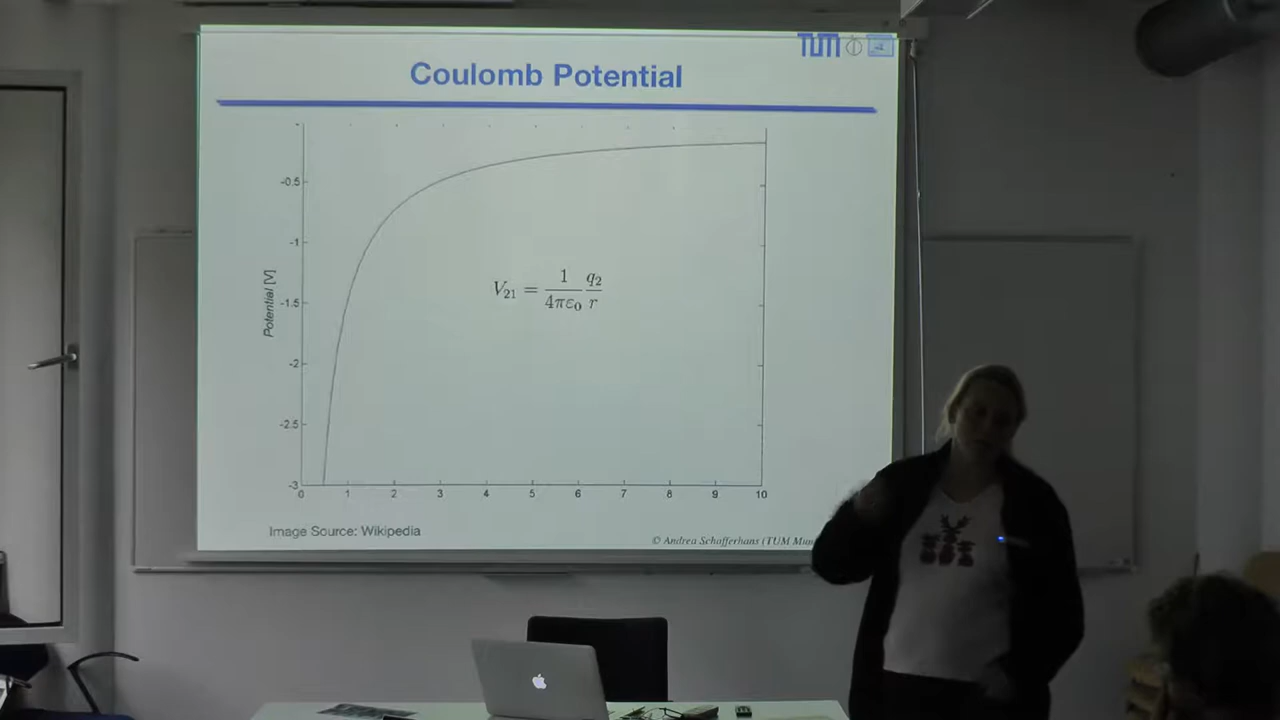 TUM
Coulomb Potential
-0.5
-1
-1.5
-2
-2.5
-3
Potential [V]
V₂₁ = 1/4πε₀ q₂/r
0 1 2 3 4 5 6 7 8 9 10
Image Source: Wikipedia
© Andrea Schafferhans (TUM Mun